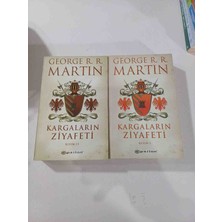 GEORGE R. R.
MARTIN
KARGALARIN
ZİYAFETİ
GEORGE R. R.
MARTIN
KARGALARIN
ZİYAFETİ